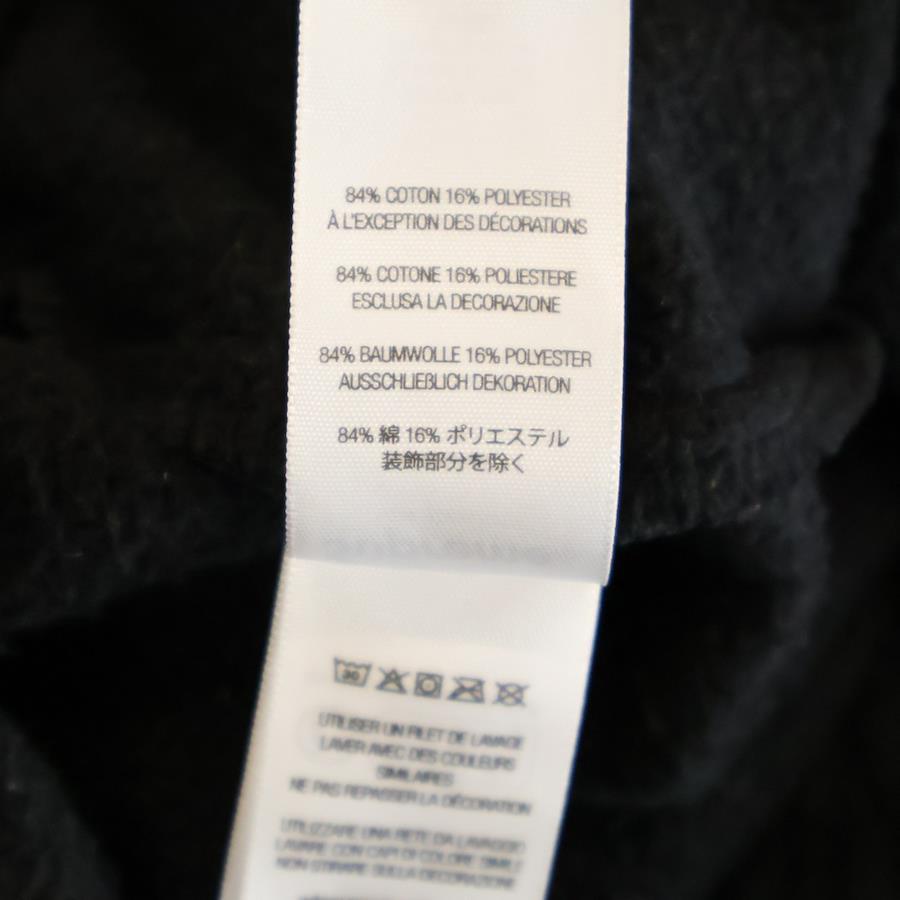 84% COTON 16% POLYESTER
À L'EXCEPTION DES DÉCORATIONS
84% COTONE 16% POLIESTERE
ESCLUSA LA DECORAZIONE
84% BAUMWOLLE 16% POLYESTER
AUSSCHLIEßLICH DEKORATION
84% 綿 16% ポリエステル
装飾部分を除く
30
UTILISER UN FILET DE LAVAGE
LAVER AVEC DES COULEURS
SIMILAIRES
NE PAS REPASSER LA DÉCORATION
UTILIZZARE UNA RETE DA LAVAGGIO
LAVARE CON CAPI DI COLORE SIMILI
NON STIRARE SULLA DECORAZIONE